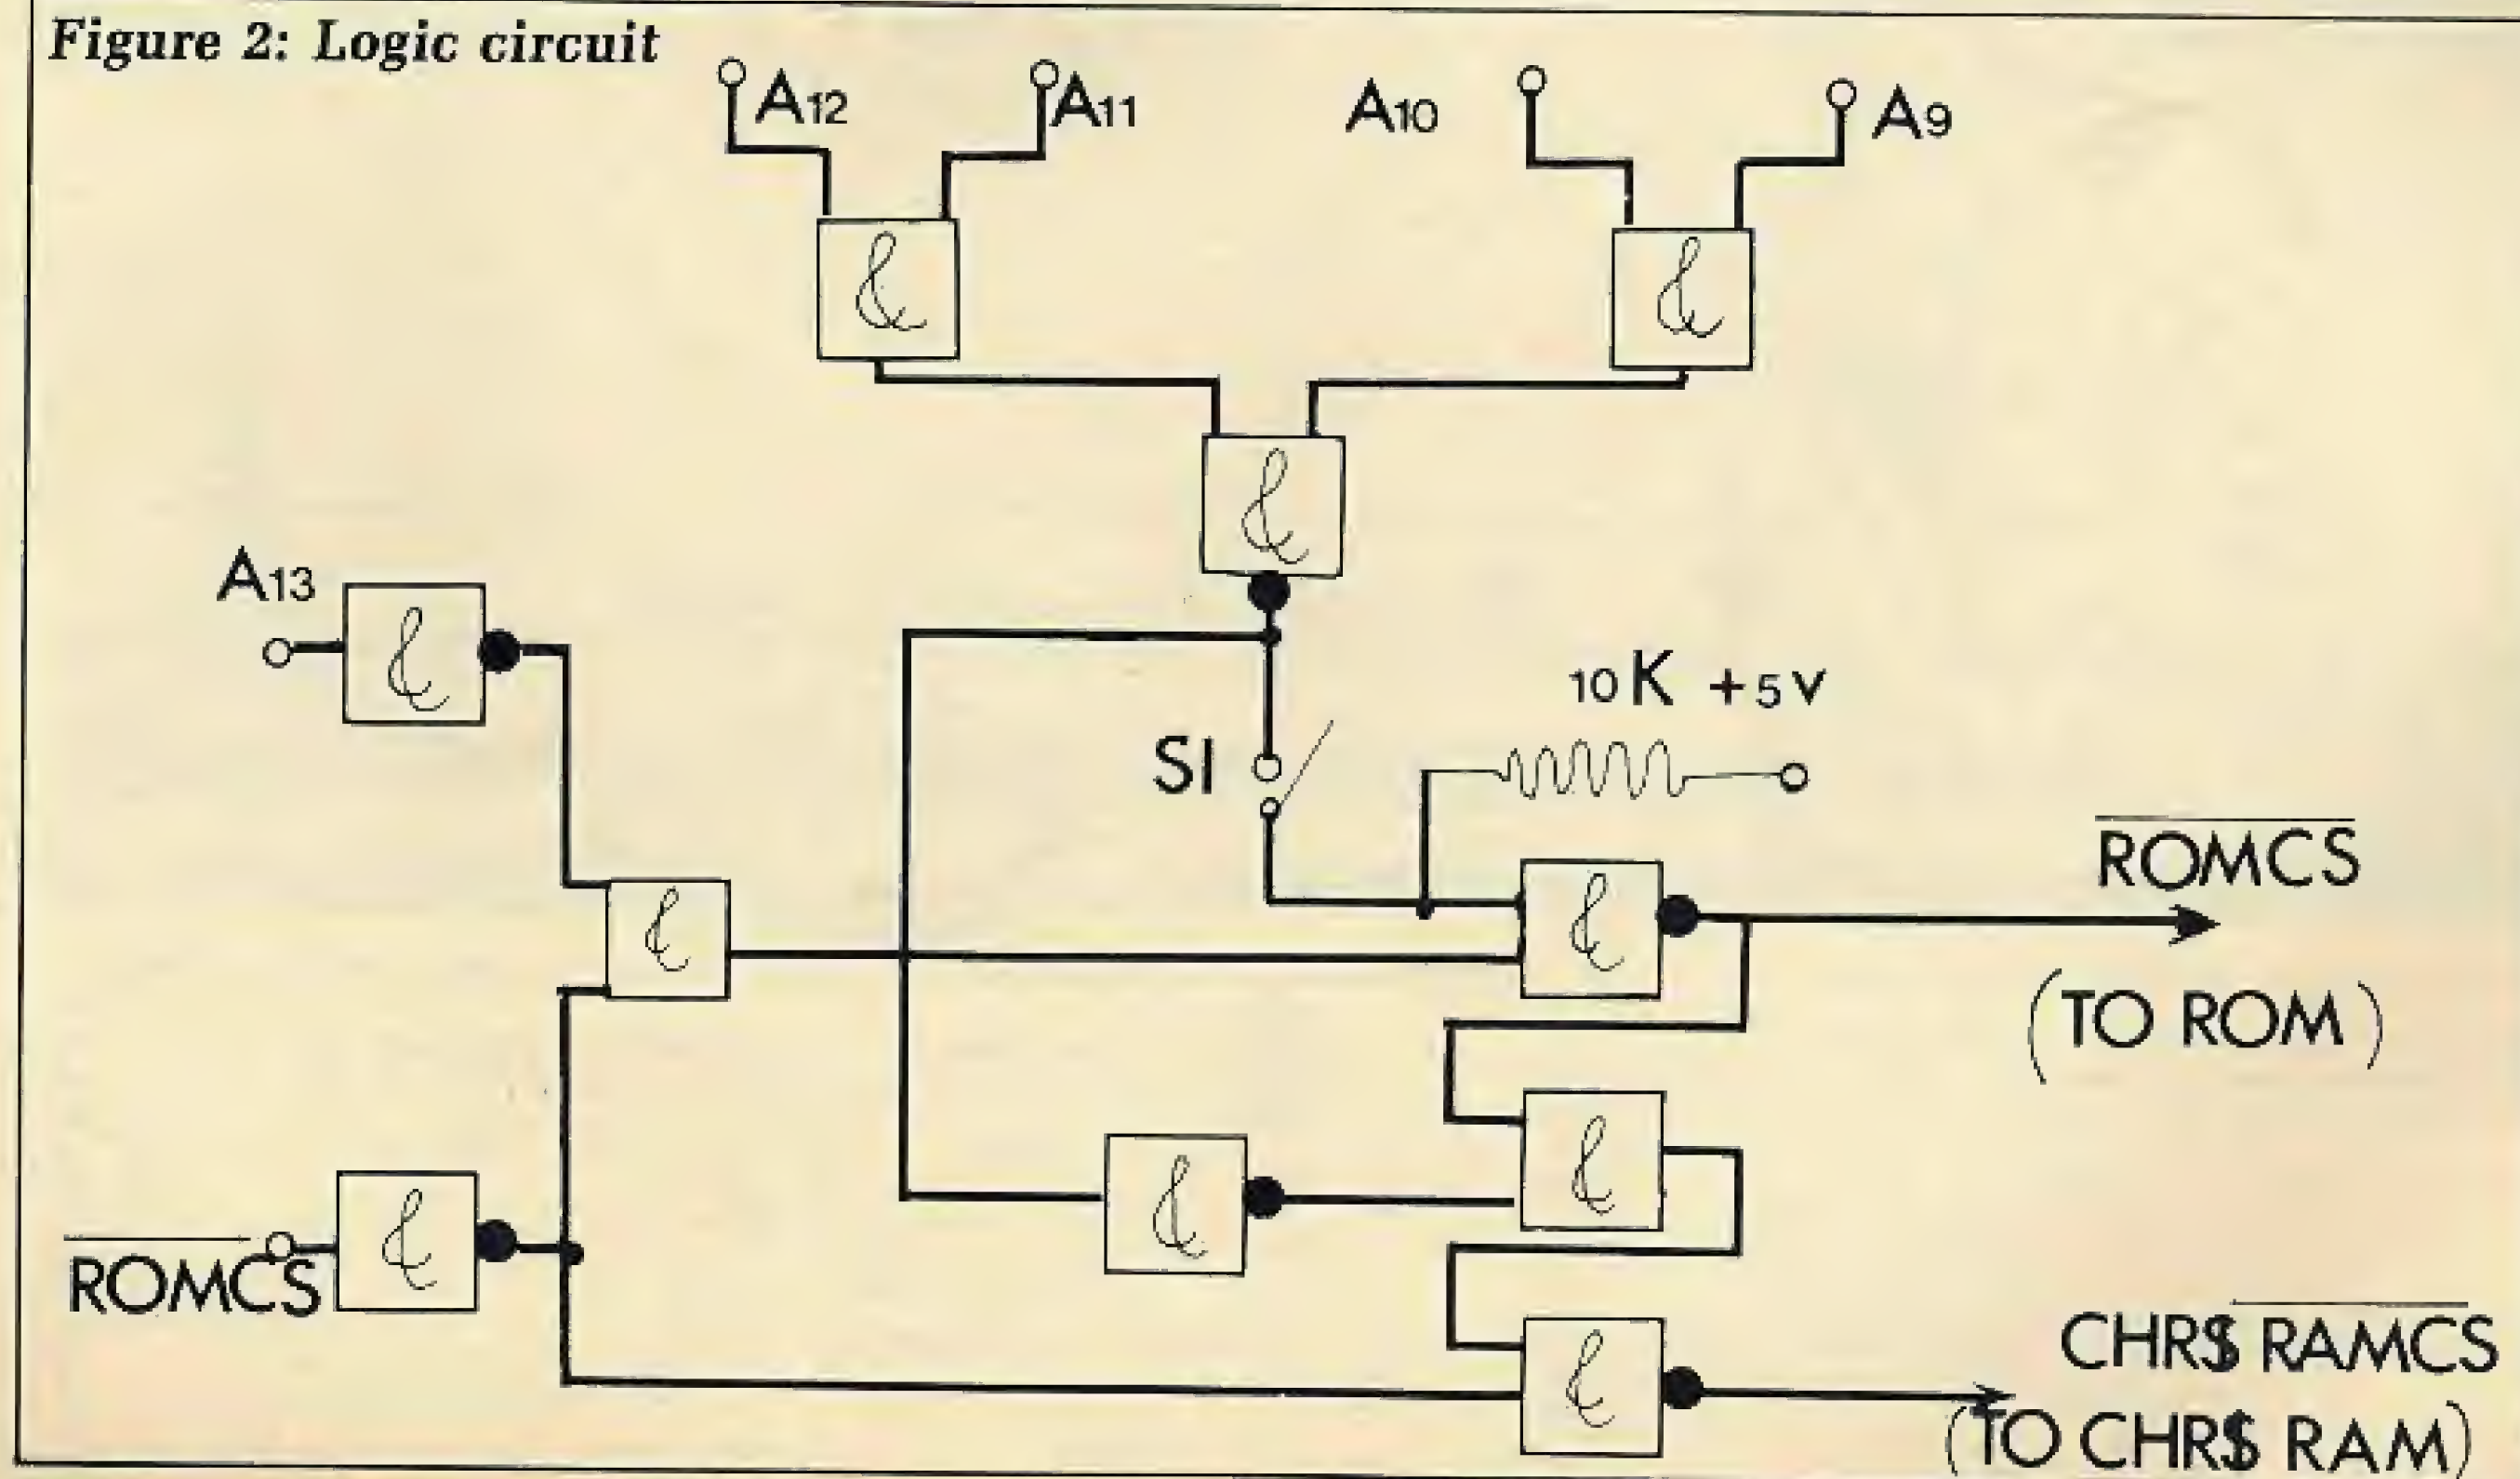 Figure 2: Logic circuit
A12
A11
A10
A9
&
&
&
A13
&
10K +5V
S1
&
&
ROMCS
(TO ROM)
&
&
ROMCS
&
&
CHR$ RAMCS
(TO CHR$ RAM)